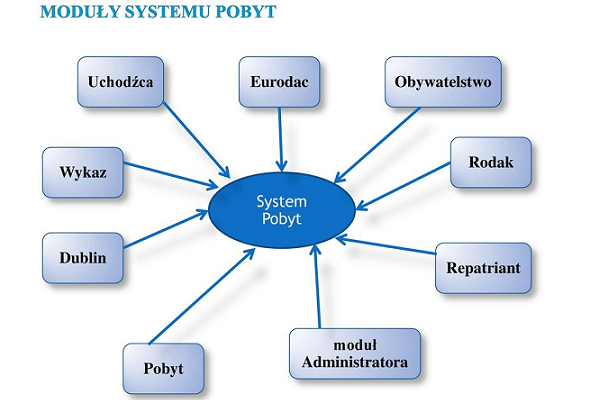 MODUŁY SYSTEMU POBYT
Uchodźca
Eurodac
Obywatelstwo
Wykaz
Rodak
System
Pobyt
Dublin
Repatriant
Pobyt
moduł
Administratora